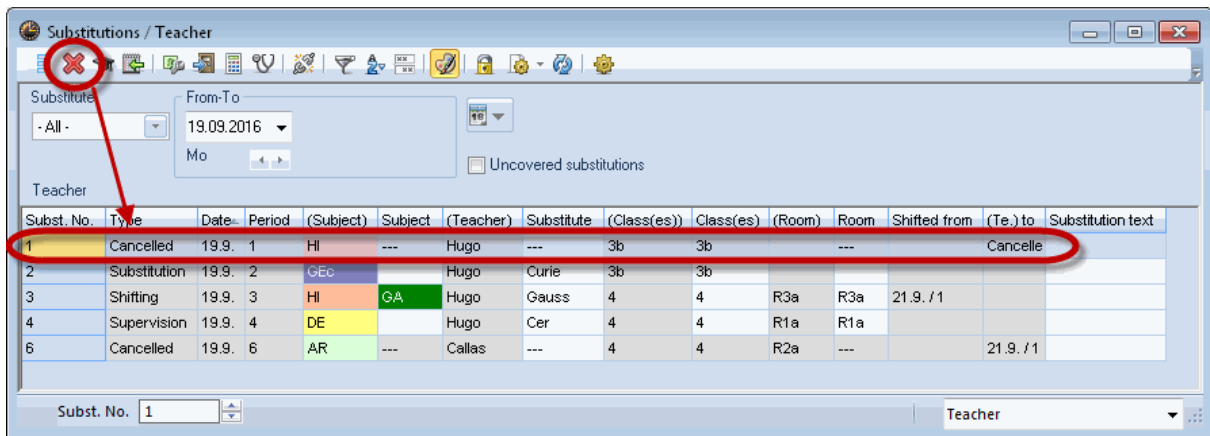 Substitutions / Teacher
Substitute
From-To
- All -
19.09.2016
16
Mo
Uncovered substitutions
Teacher
Subst. No. Type Date Period (Subject) Subject (Teacher) Substitute (Class(es)) Class(es) (Room) Room Shifted from (Te.) to Substitution text
1 Cancelled 19.9. 1 HI --- Hugo --- 3b 3b --- Cancelle
2 Substitution 19.9. 2 GEc Hugo Curie 3b 3b
3 Shifting 19.9. 3 HI GA Hugo Gauss 4 4 R3a R3a 21.9. / 1
4 Supervision 19.9. 4 DE Hugo Cer 4 4 R1a R1a
6 Cancelled 19.9. 6 AR --- Callas --- 4 4 R2a --- 21.9. / 1
Subst. No. 1
Teacher